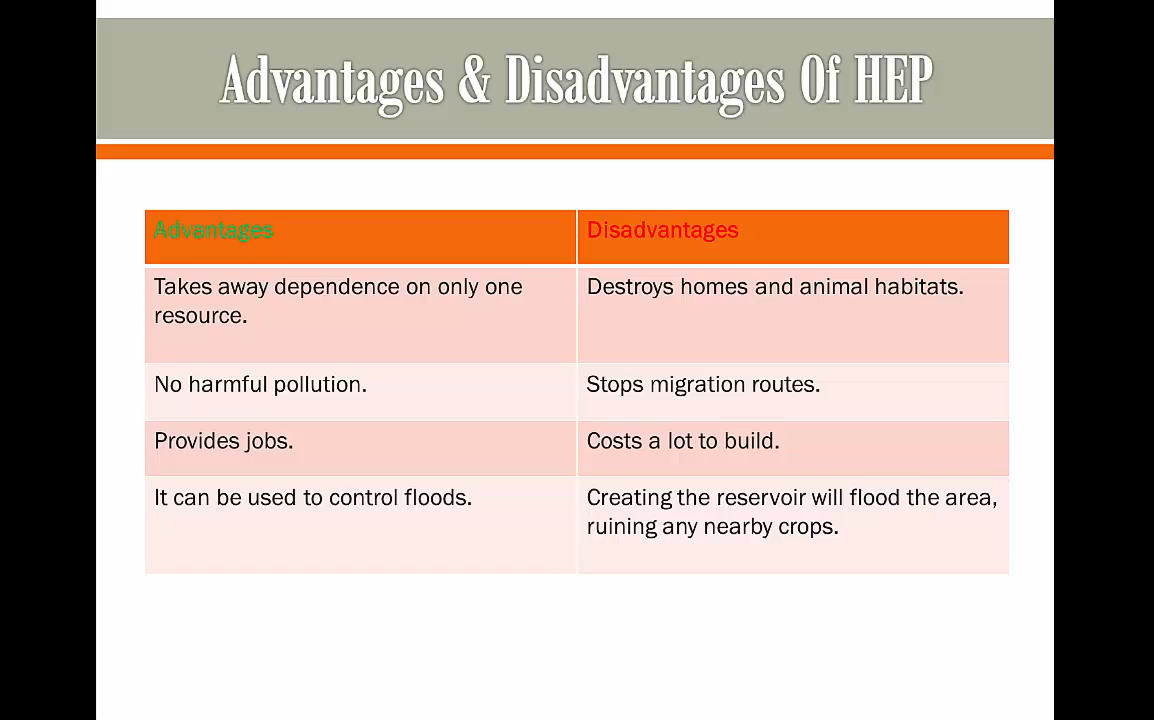 Advantages & Disadvantages Of HEP
Advantages
Disadvantages
Takes away dependence on only one
resource.
Destroys homes and animal habitats.
No harmful pollution.
Stops migration routes.
Provides jobs.
Costs a lot to build.
It can be used to control floods.
Creating the reservoir will flood the area,
ruining any nearby crops.